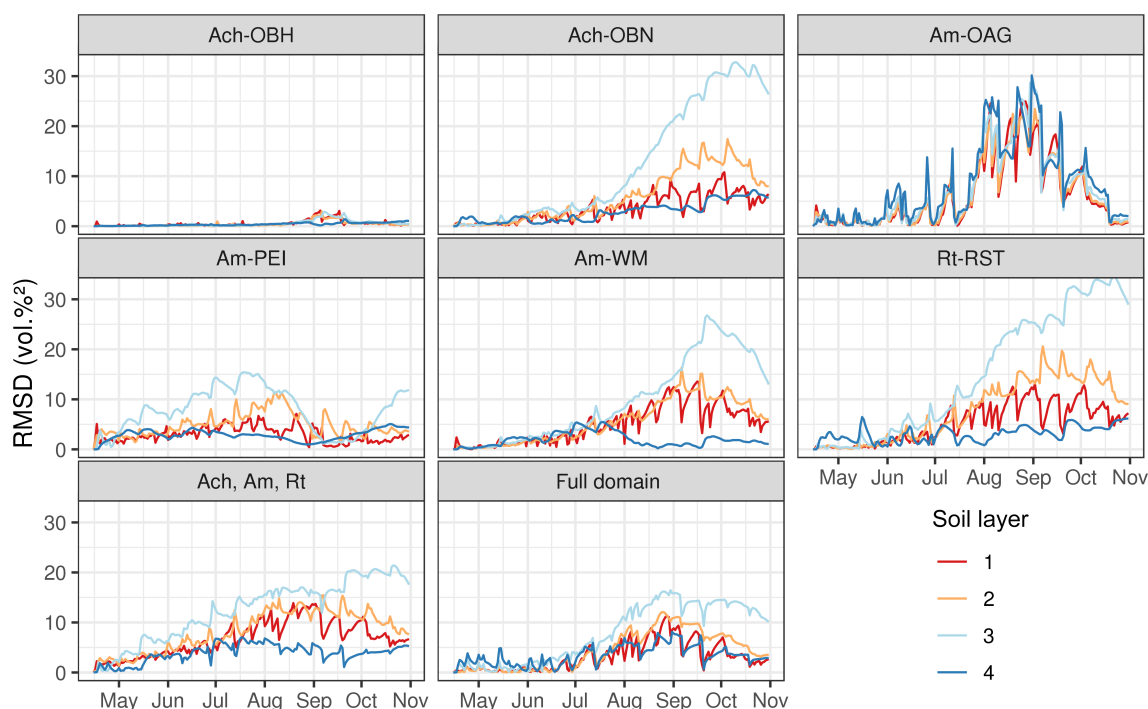 Ach-OBH Ach-OBN Am-OAG
30
20
10
0
Am-PEI Am-WM Rt-RST
30
20
10
0
RMSD (vol.%²)
May Jun Jul Aug Sep Oct Nov
Ach, Am, Rt Full domain
30
20
10
0
May Jun Jul Aug Sep Oct Nov May Jun Jul Aug Sep Oct Nov
Soil layer
1
2
3
4